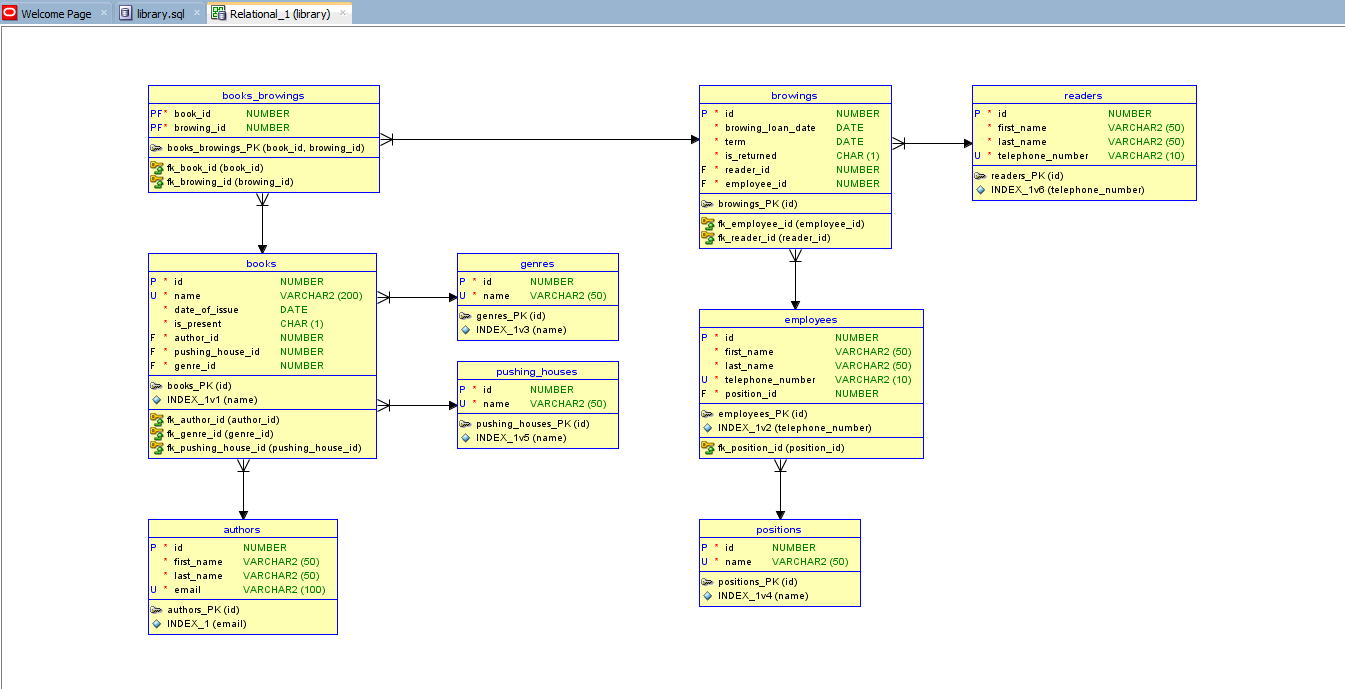 Welcome Page
library.sql
Relational_1 (library)
books_browings
PF* book_id NUMBER
PF* browing_id NUMBER
books_browings_PK (book_id, browing_id)
fk_book_id (book_id)
fk_browing_id (browing_id)
browings
P * id NUMBER
* browing_loan_date DATE
* term DATE
* is_returned CHAR (1)
F * reader_id NUMBER
F * employee_id NUMBER
browings_PK (id)
fk_employee_id (employee_id)
fk_reader_id (reader_id)
readers
P * id NUMBER
* first_name VARCHAR2 (50)
* last_name VARCHAR2 (50)
U * telephone_number VARCHAR2 (10)
readers_PK (id)
INDEX_1v6 (telephone_number)
books
P * id NUMBER
U * name VARCHAR2 (200)
* date_of_issue DATE
* is_present CHAR (1)
F * author_id NUMBER
F * pushing_house_id NUMBER
F * genre_id NUMBER
books_PK (id)
INDEX_1v1 (name)
fk_author_id (author_id)
fk_genre_id (genre_id)
fk_pushing_house_id (pushing_house_id)
genres
P * id NUMBER
U * name VARCHAR2 (50)
genres_PK (id)
INDEX_1v3 (name)
pushing_houses
P * id NUMBER
U * name VARCHAR2 (50)
pushing_houses_PK (id)
INDEX_1v5 (name)
employees
P * id NUMBER
* first_name VARCHAR2 (50)
* last_name VARCHAR2 (50)
U * telephone_number VARCHAR2 (10)
F * position_id NUMBER
employees_PK (id)
INDEX_1v2 (telephone_number)
fk_position_id (position_id)
authors
P * id NUMBER
* first_name VARCHAR2 (50)
* last_name VARCHAR2 (50)
U * email VARCHAR2 (100)
authors_PK (id)
INDEX_1 (email)
positions
P * id NUMBER
U * name VARCHAR2 (50)
positions_PK (id)
INDEX_1v4 (name)